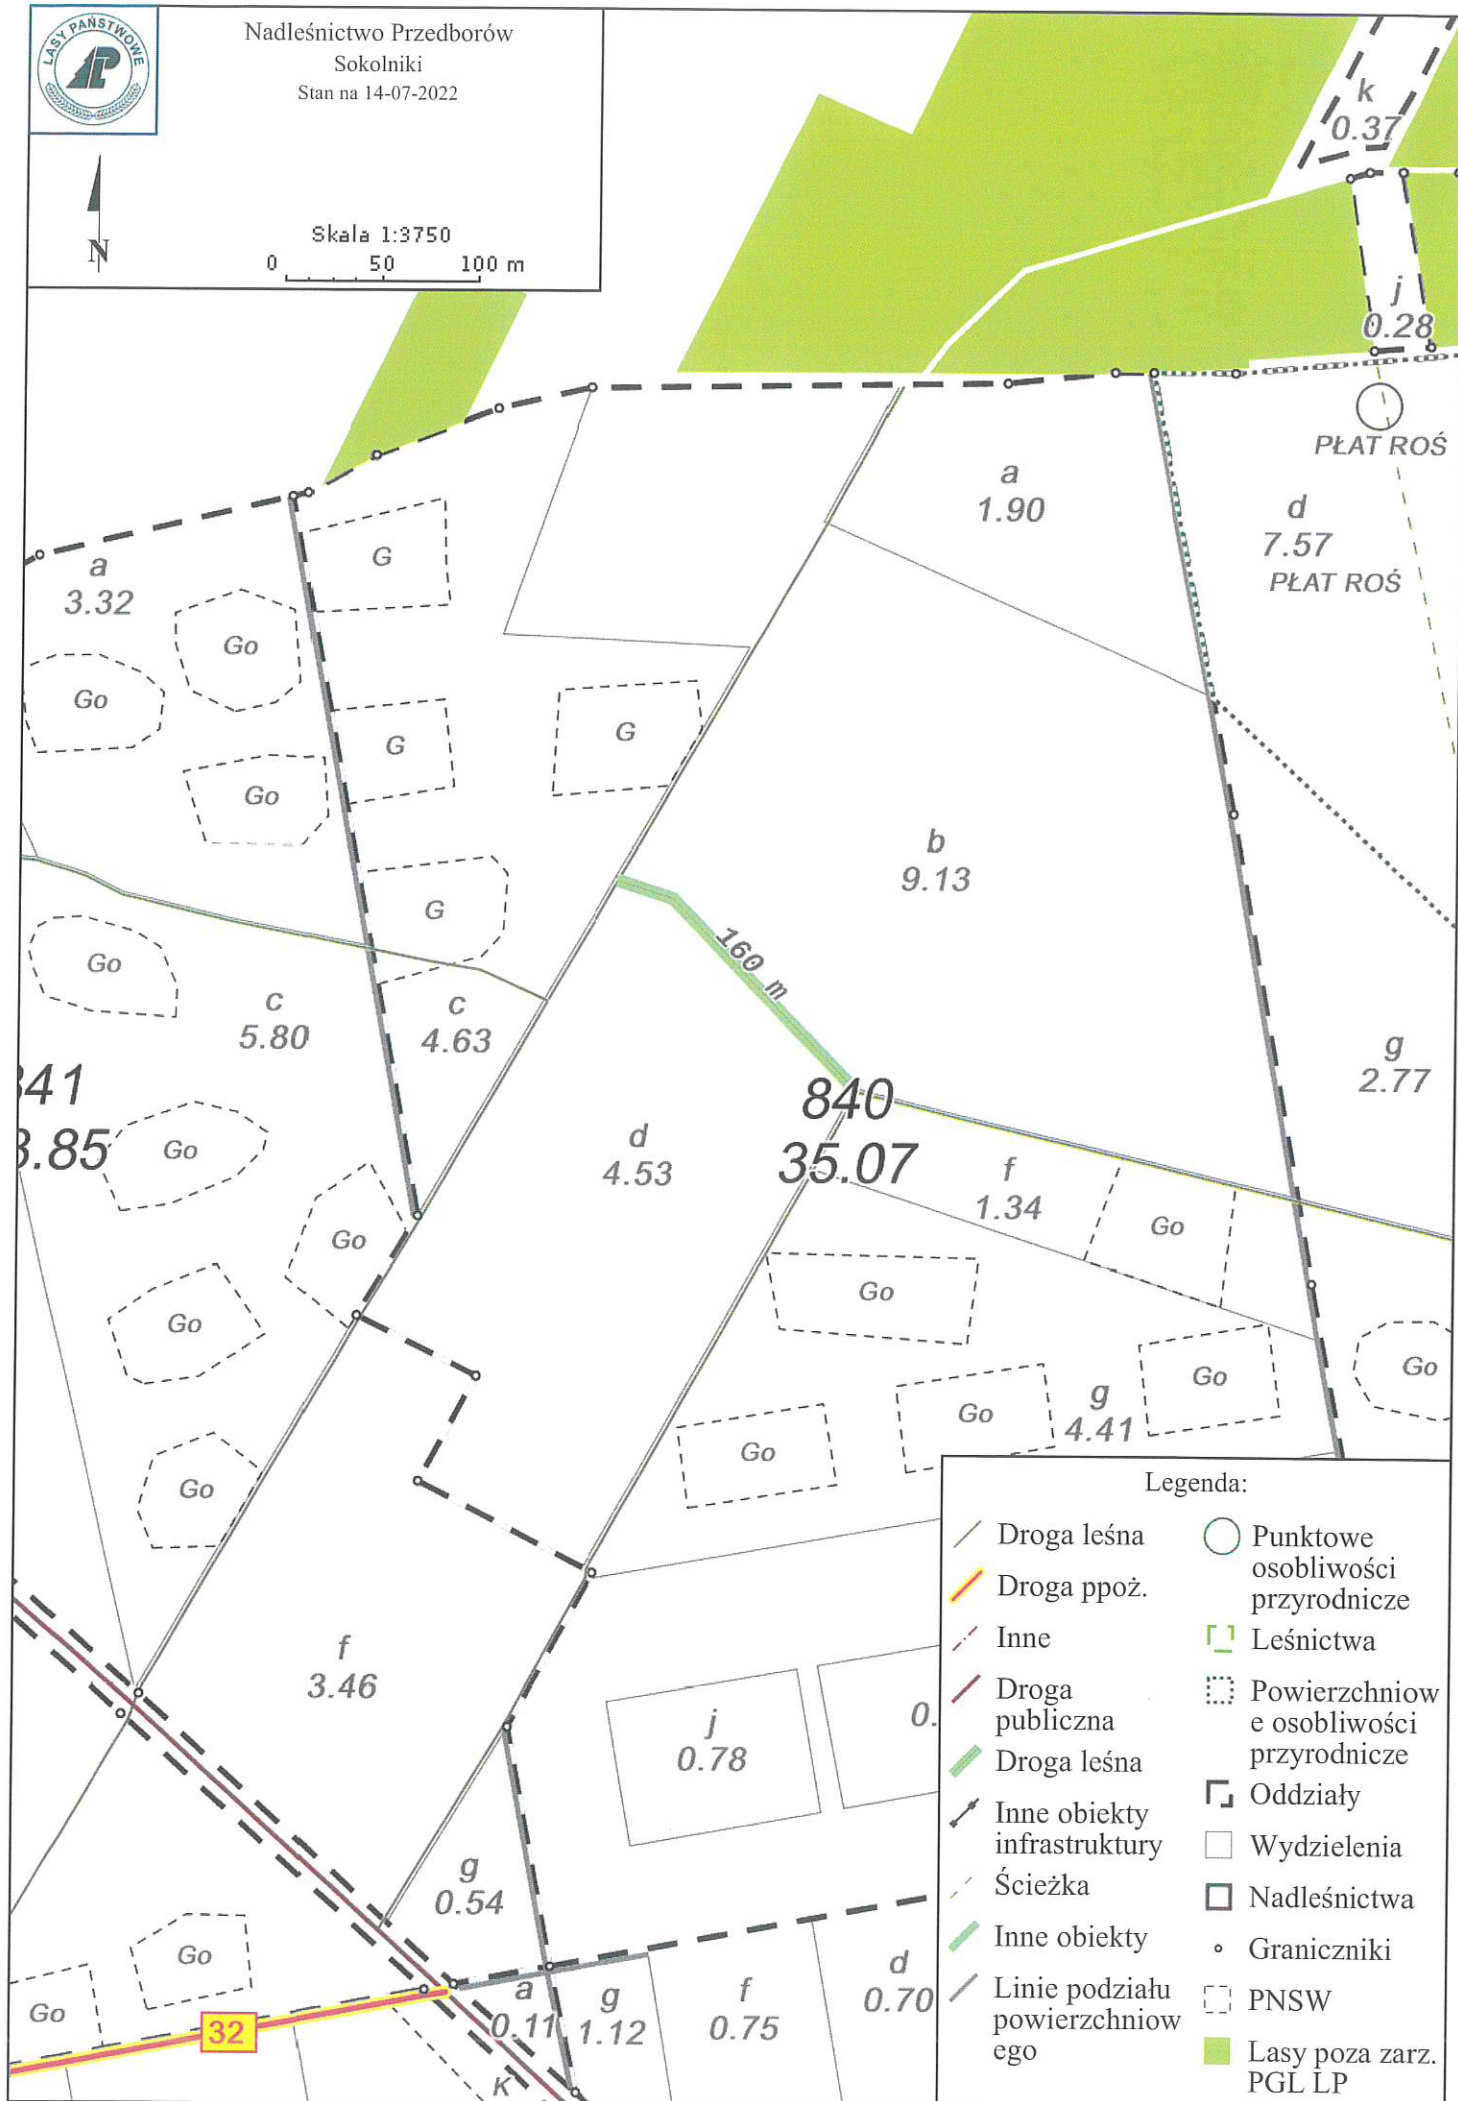 LASY PAŃSTWOWE
LP
Nadleśnictwo Przedborów
Sokolniki
Stan na 14-07-2022
N
Skala 1:3750
0 50 100 m
k
0.37
j
0.28
PŁAT ROŚ
a
1.90
d
7.57
PŁAT ROŚ
a
3.32
G
Go
Go
G
G
Go
b
9.13
G
Go
160 m
c
5.80
c
4.63
g
2.77
841
840
35.07
d
4.53
Go
f
1.34
Go
Go
Go
Go
Go
Go
g
4.41
Go
Go
Go
Go
f
3.46
j
0.78
0.
g
0.54
Go
Go
32
a
0.11
g
1.12
f
0.75
d
0.70
K
Legenda:
Droga leśna
Droga ppoż.
Inne
Droga
publiczna
Droga leśna
Inne obiekty
infrastruktury
Ścieżka
Inne obiekty
Linie podziału
powierzchniow
ego
Punktowe
osobliwości
przyrodnicze
Leśnictwa
Powierzchniow
e osobliwości
przyrodnicze
Oddziały
Wydzielenia
Nadleśnictwa
Graniczniki
PNSW
Lasy poza zarz.
PGL LP